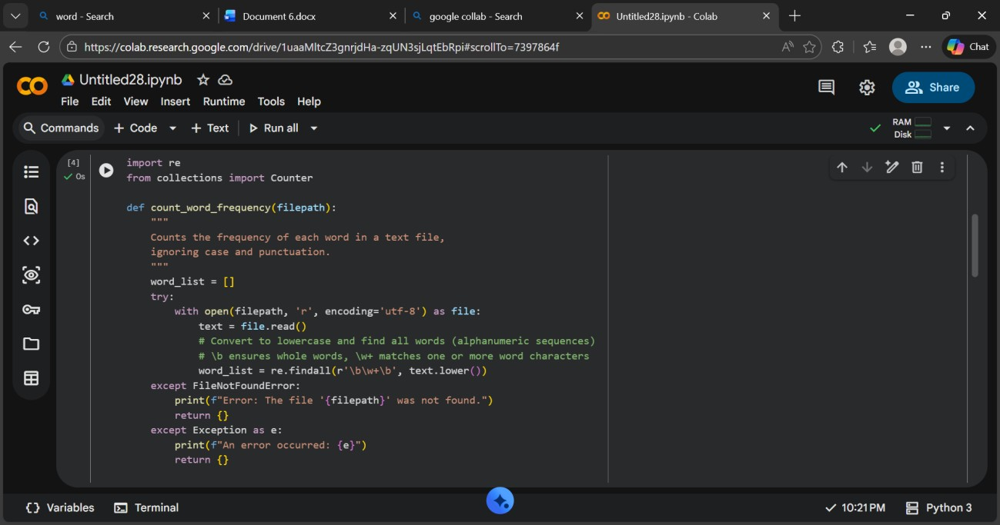 word - Search
Document 6.docx
google collab - Search
Untitled28.ipynb - Colab
https://colab.research.google.com/drive/1uaaMltcZ3gnrjdHa-zqUN3sjLqtEbRpi#scrollTo=7397864f
Chat
Untitled28.ipynb
File Edit View Insert Runtime Tools Help
Share
Commands + Code + Text Run all
RAM
Disk
[4]
0s
import re
from collections import Counter
def count_word_frequency(filepath):
"""
Counts the frequency of each word in a text file,
ignoring case and punctuation.
"""
word_list = []
try:
with open(filepath, 'r', encoding='utf-8') as file:
text = file.read()
# Convert to lowercase and find all words (alphanumeric sequences)
# \b ensures whole words, \w+ matches one or more word characters
word_list = re.findall(r'\b\w+\b', text.lower())
except FileNotFoundError:
print(f"Error: The file '{filepath}' was not found.")
return {}
except Exception as e:
print(f"An error occurred: {e}")
return {}
{} Variables Terminal
10:21 PM Python 3